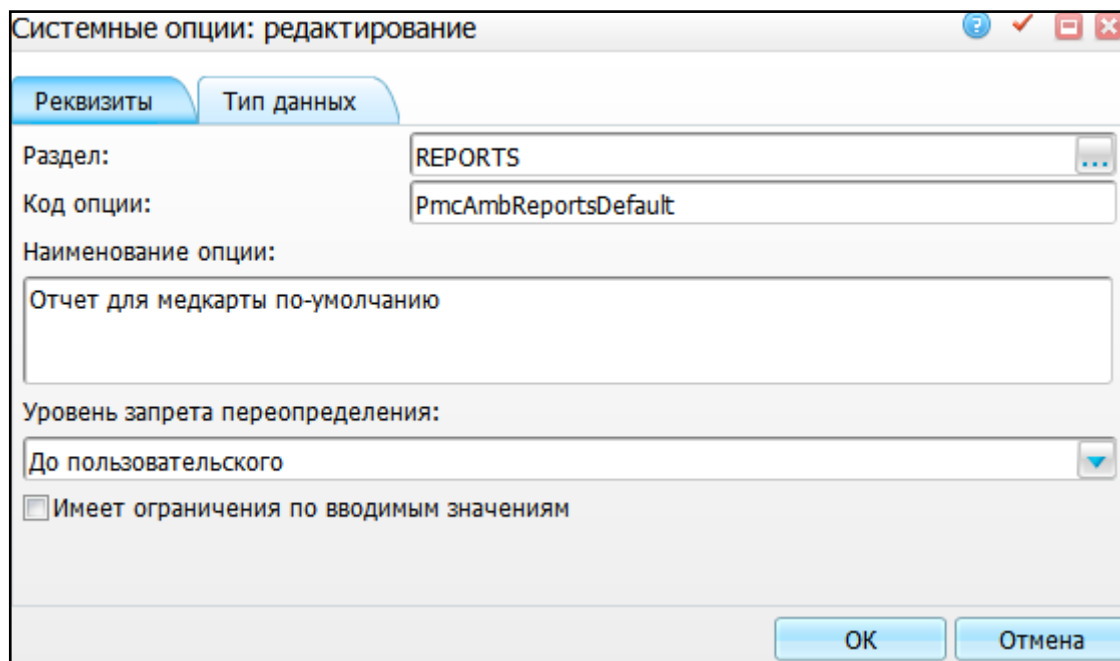 Системные опции: редактирование
Реквизиты Тип данных
Раздел: REPORTS ...
Код опции: PmcAmbReportsDefault
Наименование опции:
Отчет для медкарты по-умолчанию
Уровень запрета переопределения:
До пользовательского
Имеет ограничения по вводимым значениям
ОК Отмена